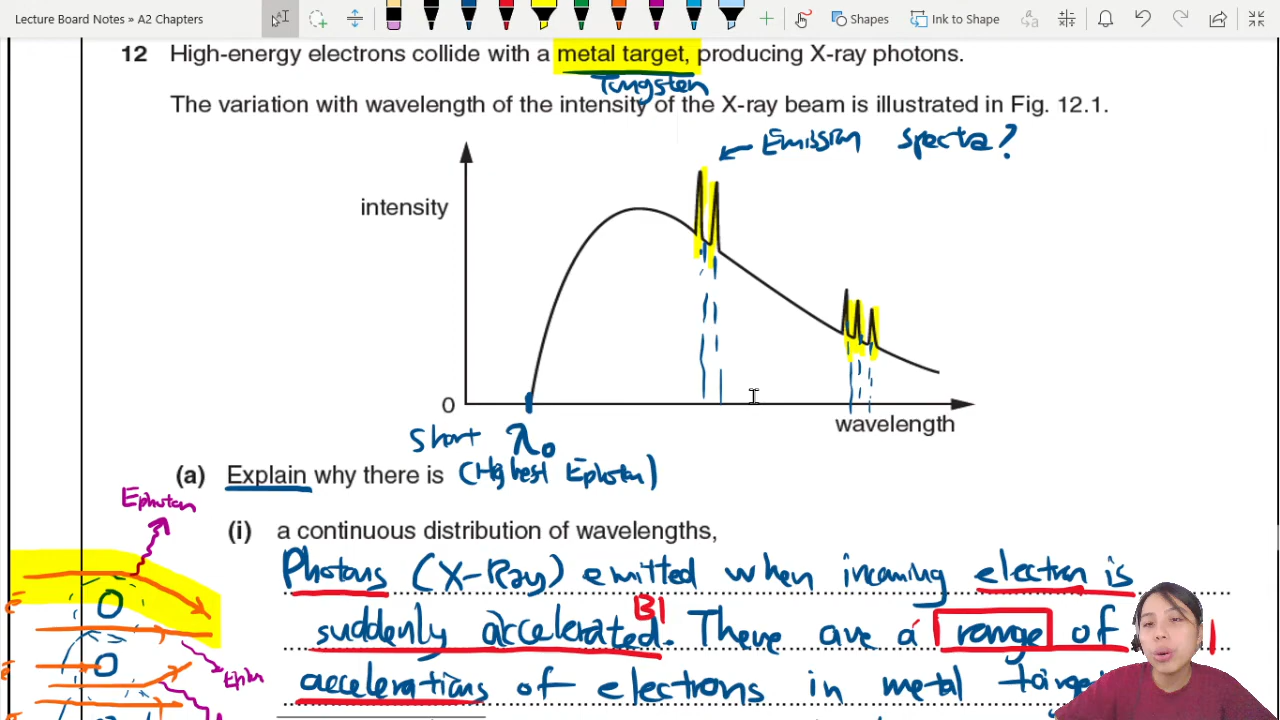 Lecture Board Notes » A2 Chapters
Shapes
Ink to Shape
12 High-energy electrons collide with a metal target, producing X-ray photons.
Tungsten
The variation with wavelength of the intensity of the X-ray beam is illustrated in Fig. 12.1.
Emission spectra?
intensity
0
wavelength
Short λ0
(a) Explain why there is (Highest Ephoton)
Ephoton
(i) a continuous distribution of wavelengths,
Photons (X-Ray) emitted when incoming electron is
suddenly accelerated. B1 There are a range of
accelerations of electrons in metal target